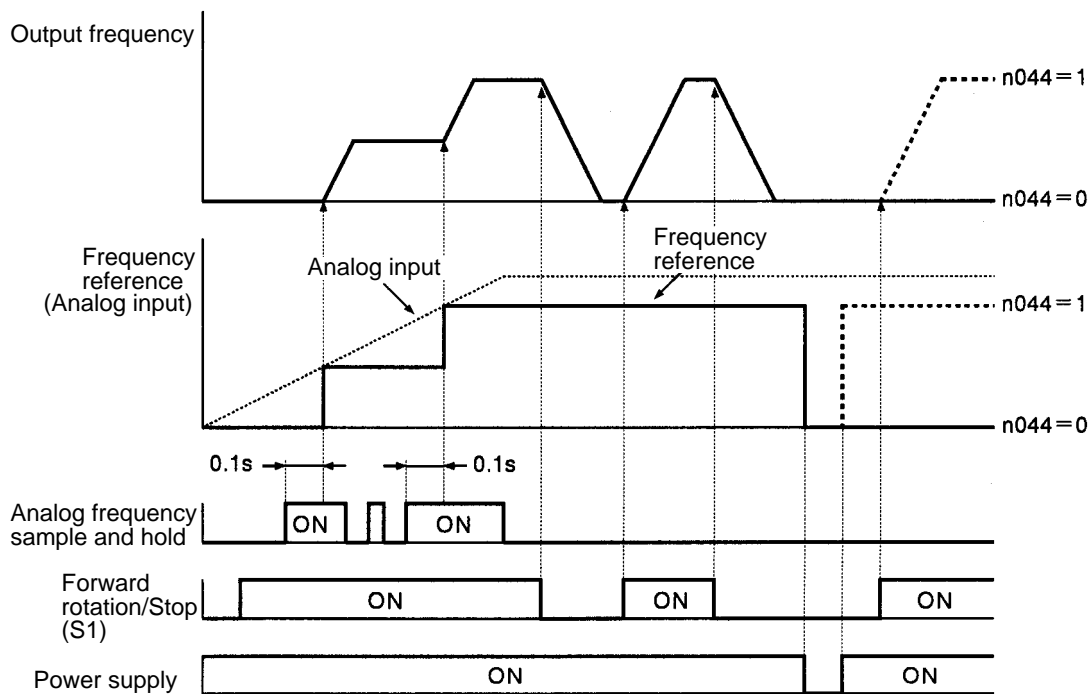 Output frequency
n044=1
n044=0
Frequency
reference
(Analog input)
Analog input
Frequency
reference
n044=1
n044=0
0.1s
0.1s
Analog frequency
sample and hold
ON
ON
Forward
rotation/Stop
(S1)
ON
ON
ON
Power supply
ON
ON